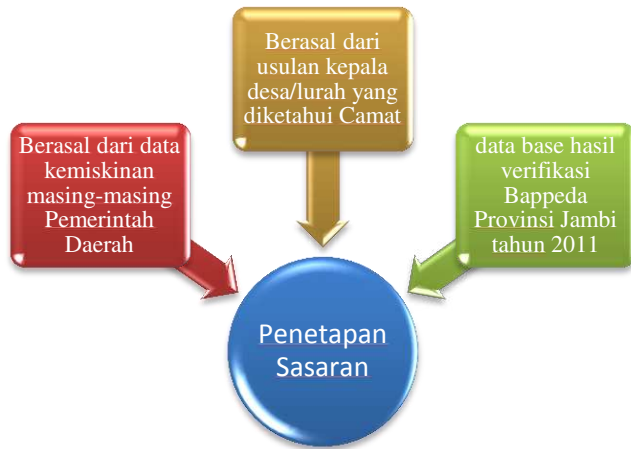 Berasal dari
usulan kepala
desa/lurah yang
diketahui Camat
Berasal dari data
kemiskinan
masing-masing
Pemerintah
Daerah
data base hasil
verifikasi
Bappeda
Provinsi Jambi
tahun 2011
Penetapan
Sasaran